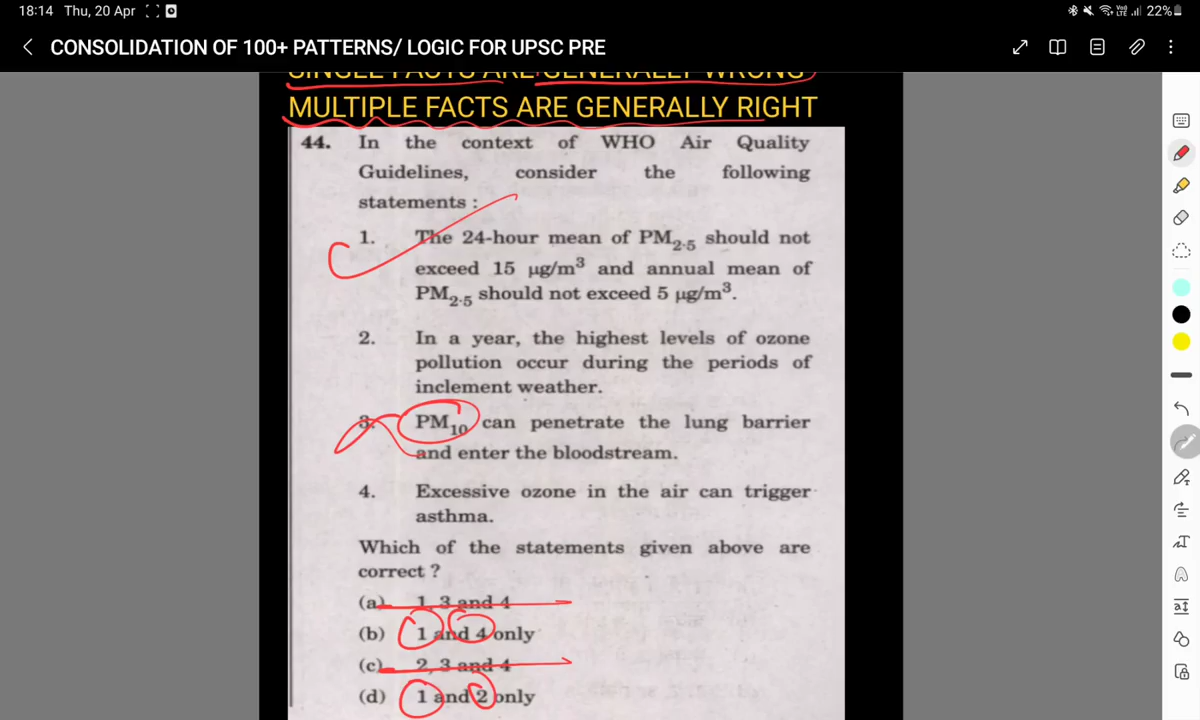 18:14 Thu, 20 Apr 22%
CONSOLIDATION OF 100+ PATTERNS/ LOGIC FOR UPSC PRE
SINGLE FACTS ARE GENERALLY WRONG
MULTIPLE FACTS ARE GENERALLY RIGHT
44. In the context of WHO Air Quality
Guidelines, consider the following
statements :
1. The 24-hour mean of PM2.5 should not
exceed 15 µg/m³ and annual mean of
PM2.5 should not exceed 5 µg/m³.
2. In a year, the highest levels of ozone
pollution occur during the periods of
inclement weather.
3. PM10 can penetrate the lung barrier
and enter the bloodstream.
4. Excessive ozone in the air can trigger
asthma.
Which of the statements given above are
correct ?
(a) 1, 3 and 4
(b) 1 and 4 only
(c) 2, 3 and 4
(d) 1 and 2 only